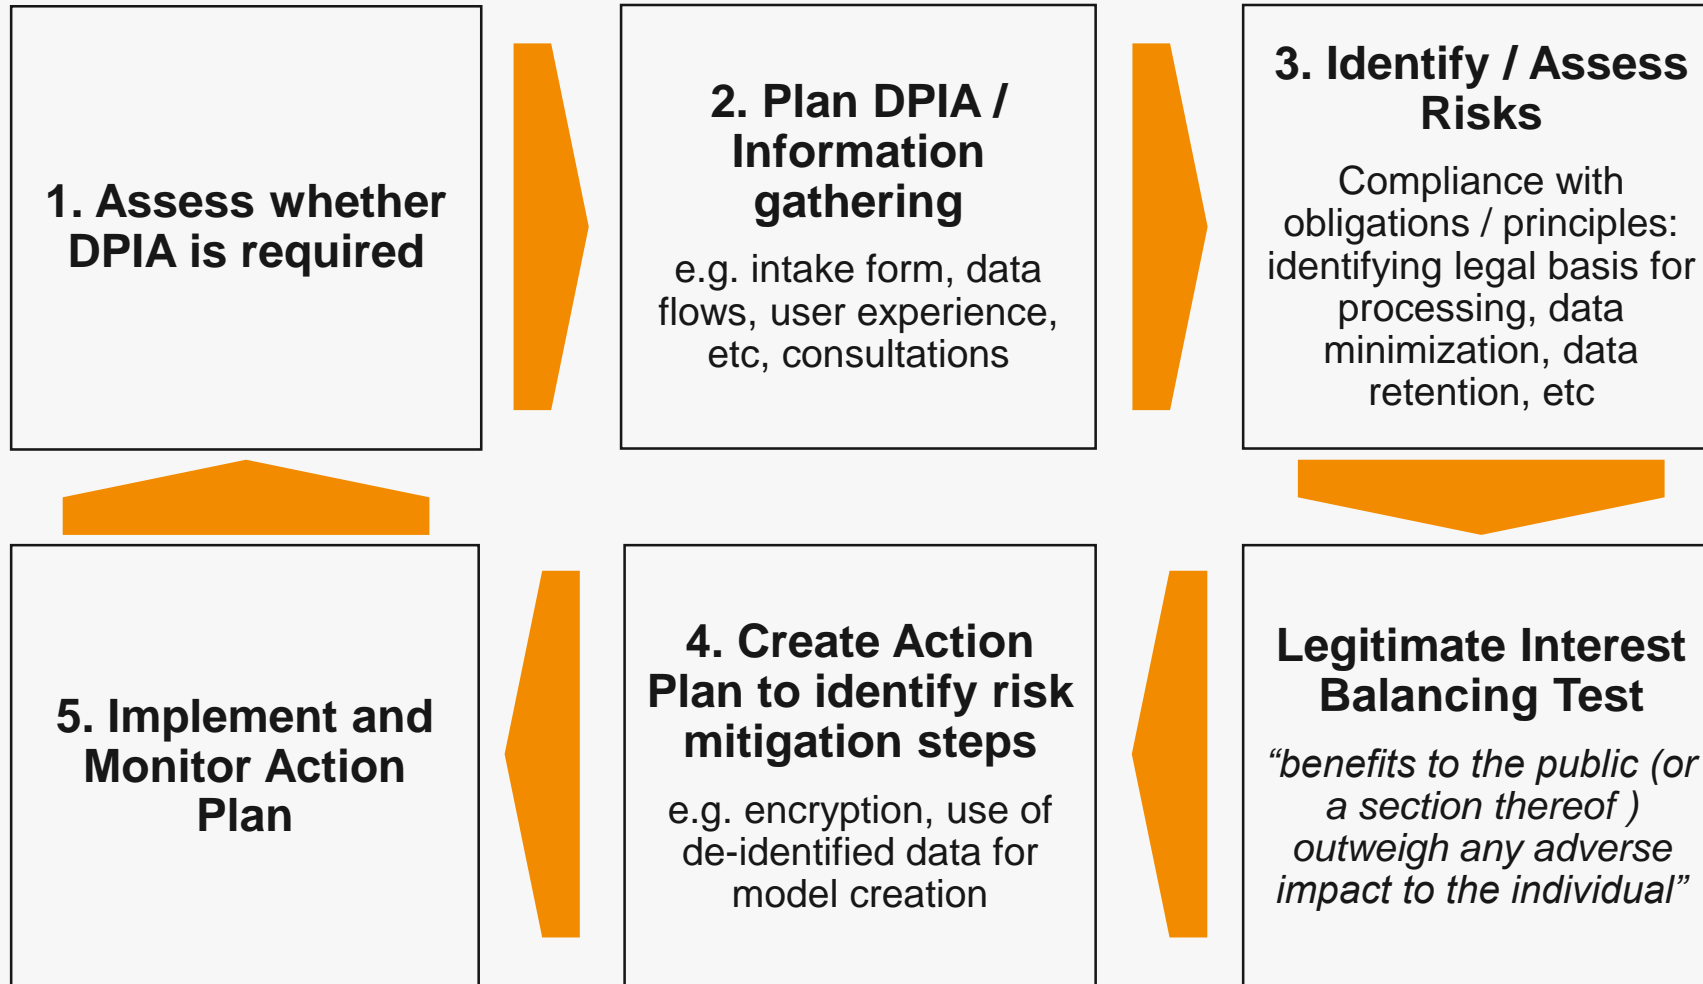 1. Assess whether
DPIA is required
2. Plan DPIA /
Information
gathering
e.g. intake form, data
flows, user experience,
etc, consultations
3. Identify / Assess
Risks
Compliance with
obligations / principles:
identifying legal basis for
processing, data
minimization, data
retention, etc
Legitimate Interest
Balancing Test
“benefits to the public (or
a section thereof )
outweigh any adverse
impact to the individual”
4. Create Action
Plan to identify risk
mitigation steps
e.g. encryption, use of
de-identified data for
model creation
5. Implement and
Monitor Action
Plan